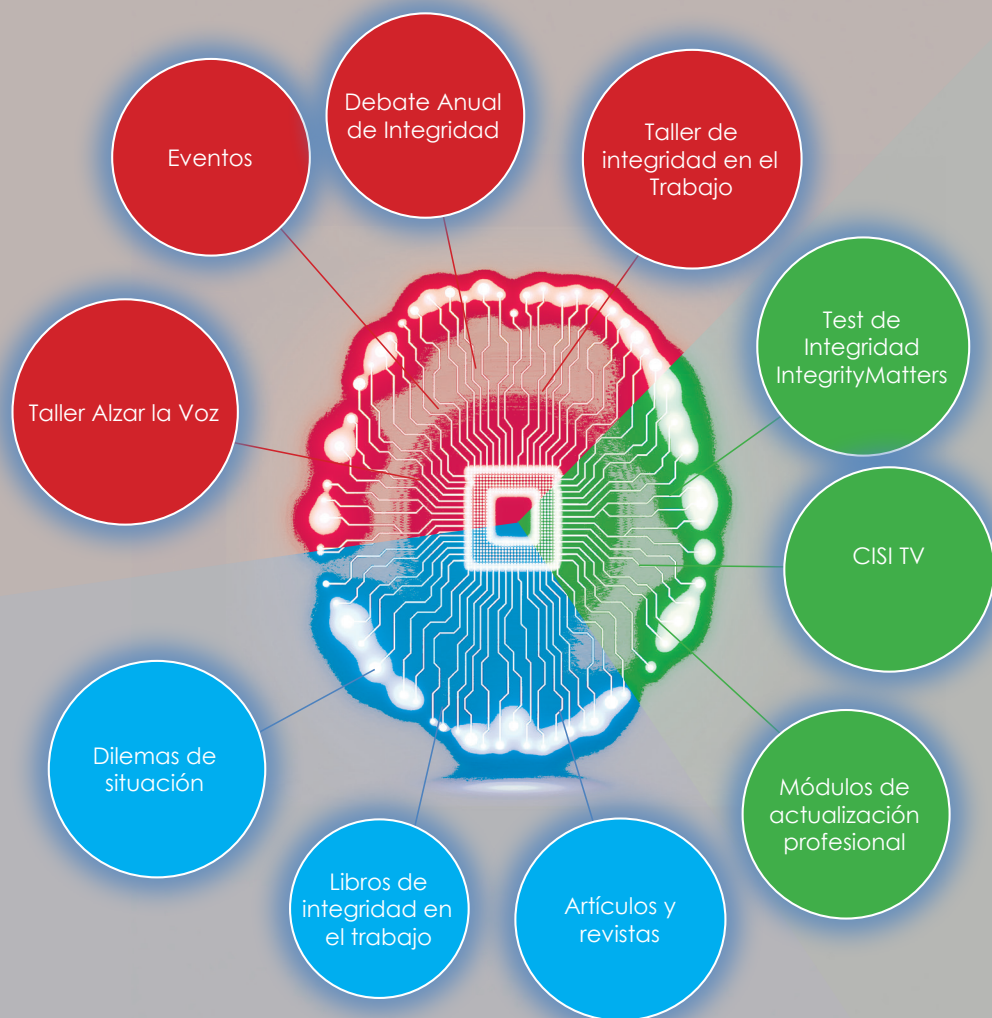 Debate Anual
de Integridad
Eventos
Taller de
integridad en el
Trabajo
Taller Alzar la Voz
Test de
Integridad
IntegrityMatters
CISI TV
Módulos de
actualización
profesional
Dilemas de
situación
Libros de
integridad en
el trabajo
Artículos y
revistas